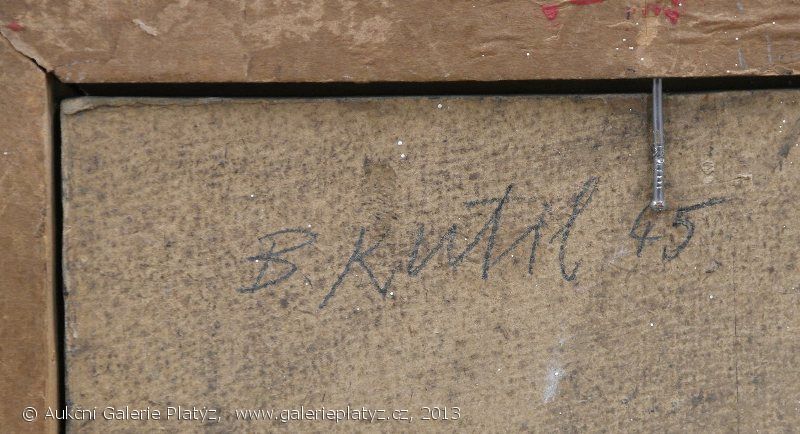 B. Kutil 45
© Aukční Galerie Platýz, www.galerieplatyz.cz, 2013